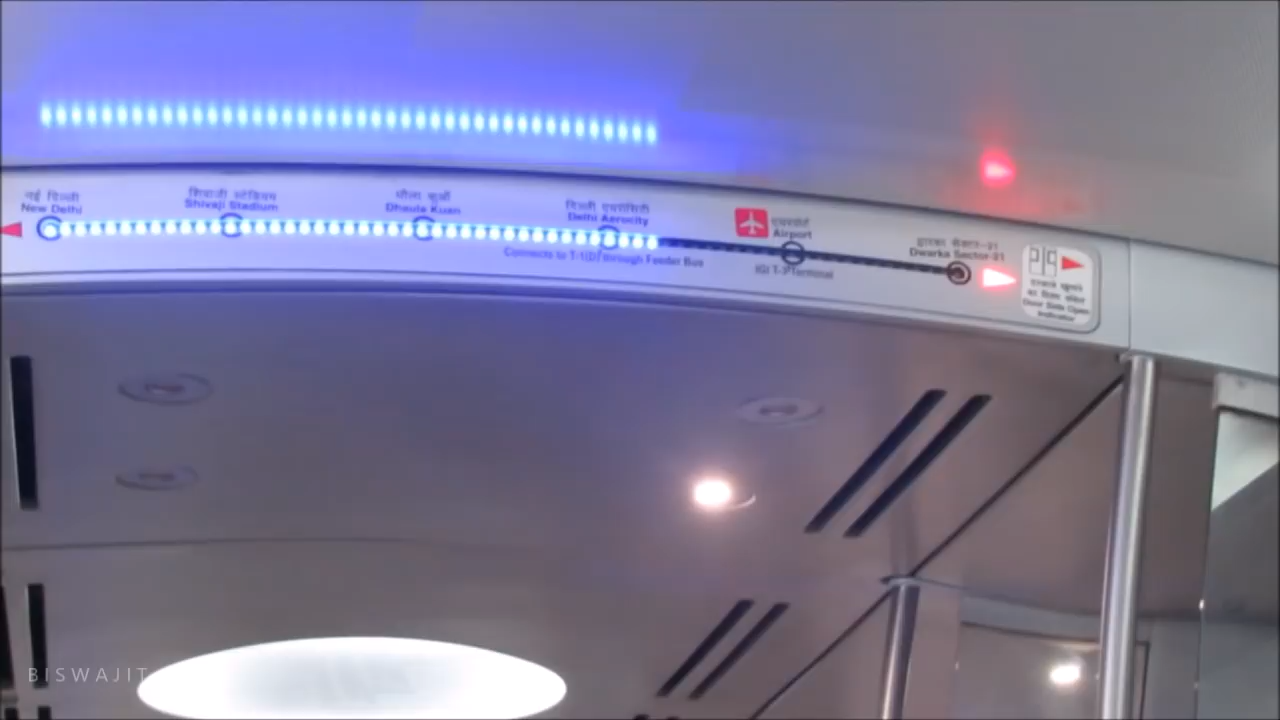 नई दिल्ली
New Delhi
शिवाजी स्टेडियम
Shivaji Stadium
धौला कुआँ
Dhaula Kuan
दिल्ली एयरोसिटी
Delhi Aerocity
Connects to T-1(D) through Feeder Bus
एयरपोर्ट
Airport
IGI T-3 Terminal
द्वारका सेक्टर-21
Dwarka Sector-21
Door Side Open
Indicator
BISWAJIT